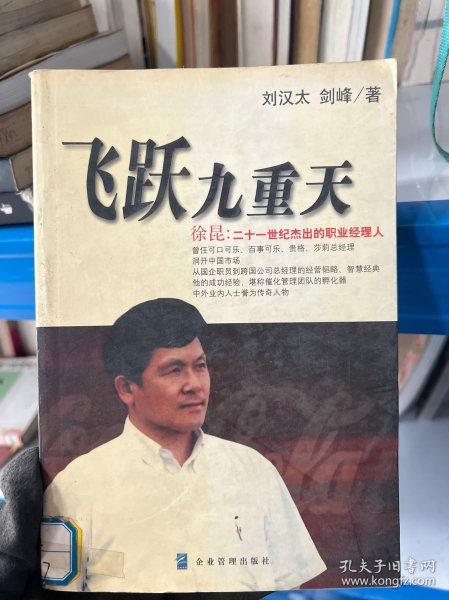 刘汉太 剑峰/著
飞跃九重天
徐昆:二十一世纪杰出的职业经理人
曾任可口可乐、百事可乐、贵格、莎莉总经理
洞开中国市场
从国企职员到跨国公司总经理的经营韬略、智慧经典
他的成功经验,堪称催化管理团队的孵化器
中外业内人士誉为传奇人物
企业管理出版社
孔夫子旧书网
www.kongfz.com